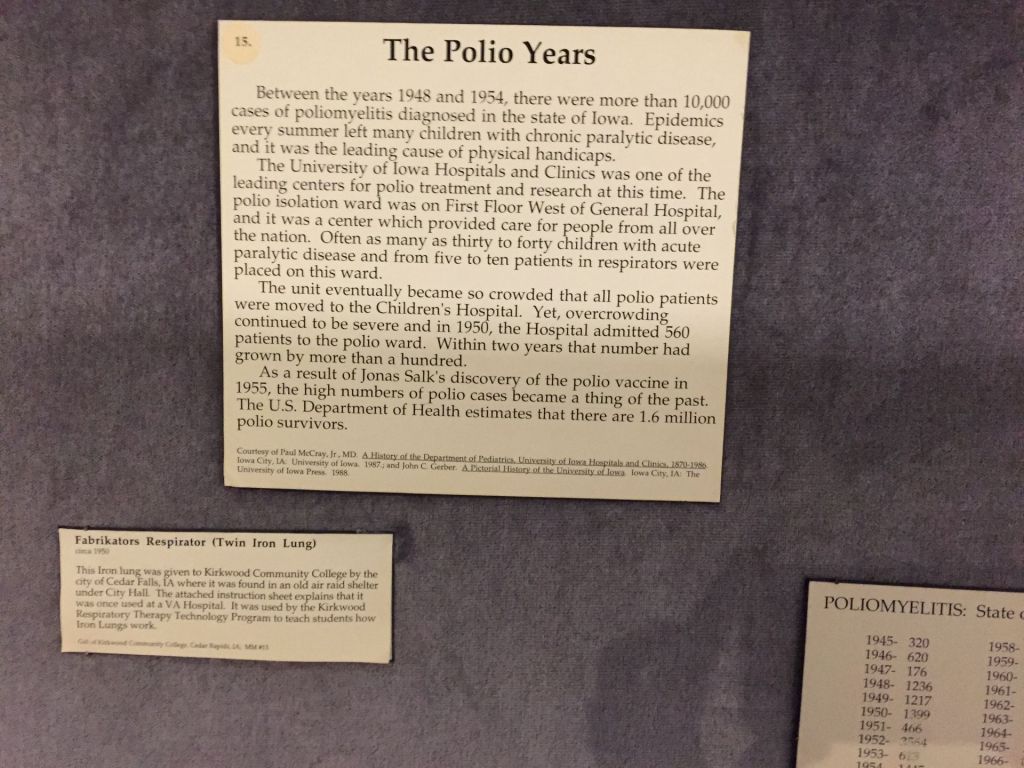 15.
The Polio Years
Between the years 1948 and 1954, there were more than 10,000
cases of poliomyelitis diagnosed in the state of Iowa. Epidemics
every summer left many children with chronic paralytic disease,
and it was the leading cause of physical handicaps.
The University of Iowa Hospitals and Clinics was one of the
leading centers for polio treatment and research at this time. The
polio isolation ward was on First Floor West of General Hospital,
and it was a center which provided care for people from all over
the nation. Often as many as thirty to forty children with acute
paralytic disease and from five to ten patients in respirators were
placed on this ward.
The unit eventually became so crowded that all polio patients
were moved to the Children's Hospital. Yet, overcrowding
continued to be severe and in 1950, the Hospital admitted 560
patients to the polio ward. Within two years that number had
grown by more than a hundred.
As a result of Jonas Salk's discovery of the polio vaccine in
1955, the high numbers of polio cases became a thing of the past.
The U.S. Department of Health estimates that there are 1.6 million
polio survivors.
Courtesy of Paul McCray, Jr., MD. A History of the Department of Pediatrics, University of Iowa Hospitals and Clinics, 1870-1986.
Iowa City, IA: University of Iowa. 1987.; and John C. Gerber. A Pictorial History of the University of Iowa. Iowa City, IA: The
University of Iowa Press. 1988.
Fabrikators Respirator (Twin Iron Lung)
circa 1950
This Iron lung was given to Kirkwood Community College by the
city of Cedar Falls, IA where it was found in an old air raid shelter
under City Hall. The attached instruction sheet explains that it
was once used at a VA Hospital. It was used by the Kirkwood
Respiratory Therapy Technology Program to teach students how
Iron Lungs work.
Gift of Kirkwood Community College, Cedar Rapids, IA, MM #13
POLIOMYELITIS: State
1945- 320
1946- 620
1947- 176
1948- 1236
1949- 1217
1950- 1399
1951- 466
1952-
1953-
1954-
1958-
1959-
1960-
1961-
1962-
1963-
1964-
1965-
1966-